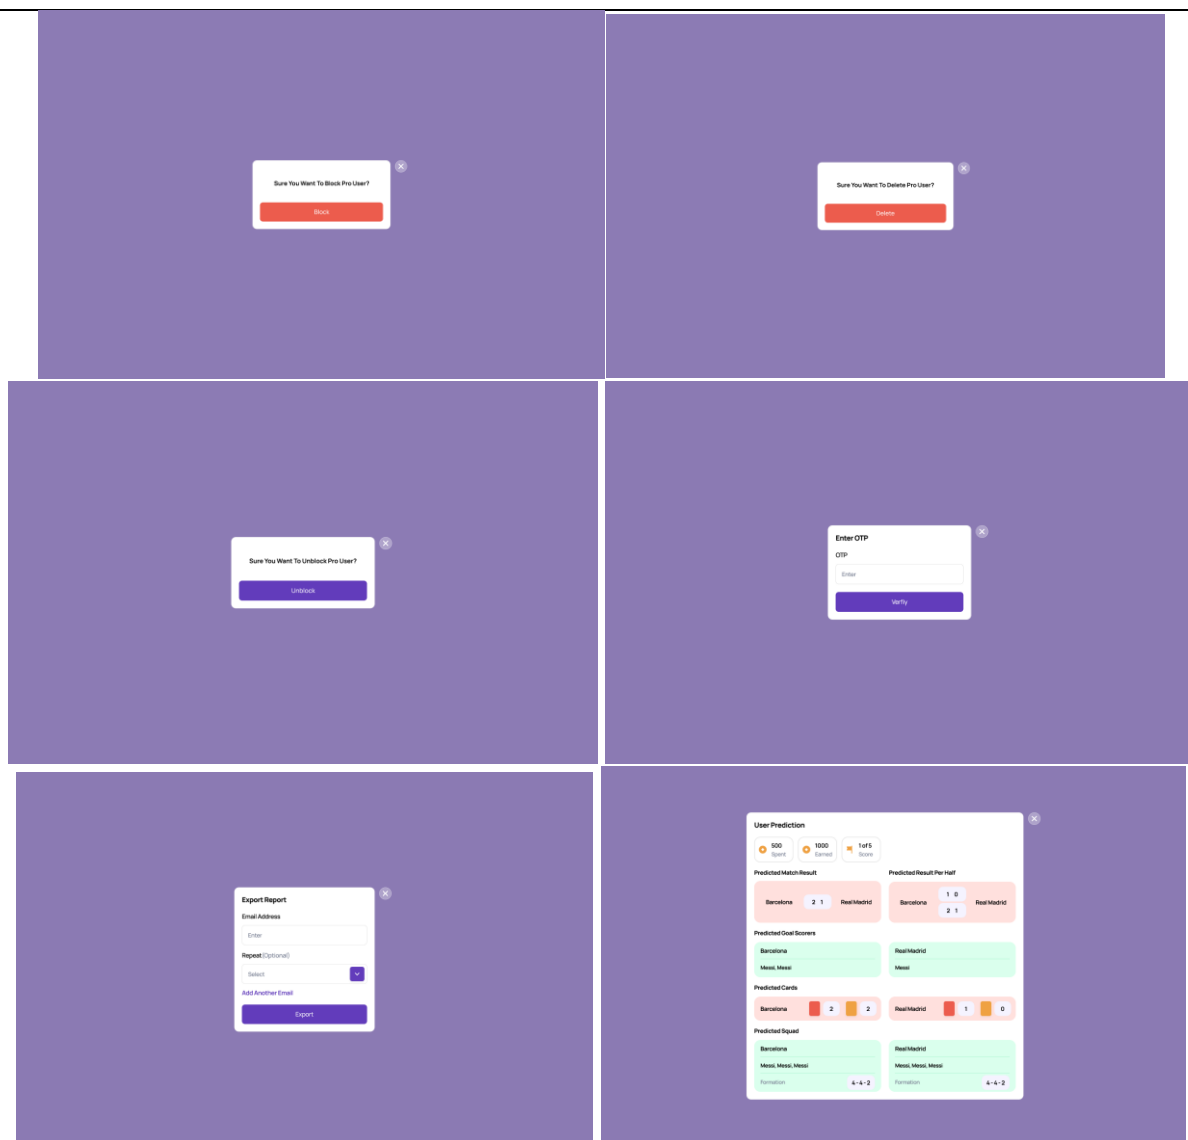 Sure You Want To Block Pro User?
Block
Sure You Want To Delete Pro User?
Delete
Sure You Want To Unblock Pro User?
Unblock
Enter OTP
OTP
Enter
Verfiy
Export Report
Email Address
Enter
Repeat (Optional)
Select
Add Another Email
Export
User Prediction
500
Spent
1000
Earned
1 of 5
Score
Predicted Match Result
Barcelona 2 1 Real Madrid
Predicted Result Per Half
1 0
Barcelona Real Madrid
2 1
Predicted Goal Scorers
Barcelona
Messi, Messi
Real Madrid
Messi
Predicted Cards
Barcelona 2 2
Real Madrid 1 0
Predicted Squad
Barcelona
Messi, Messi, Messi
Formation 4-4-2
Real Madrid
Messi, Messi, Messi
Formation 4-4-2